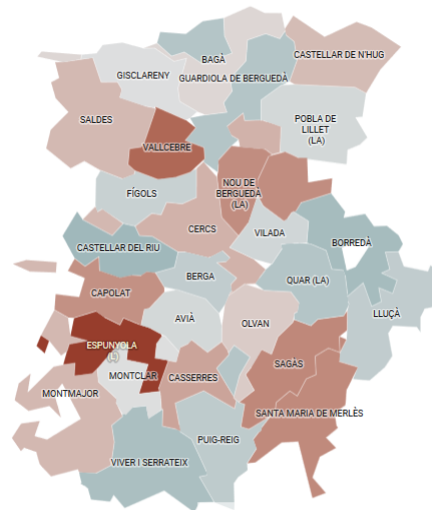 BAGÀ
CASTELLAR DE N'HUG
GISCLARENY
GUARDIOLA DE BERGUEDÀ
SALDES
POBLA DE
LILLET
(LA)
VALLCEBRE
FÍGOLS
NOU DE
BERGUEDÀ
(LA)
CERCS
VILADA
BORREDÀ
CASTELLAR DEL RIU
BERGA
QUAR (LA)
CAPOLAT
LLUÇÀ
AVIÀ
OLVAN
ESPUNYOLA
(L')
SAGÀS
MONTCLAR
CASSERRES
MONTMAJOR
SANTA MARIA DE MERLÈS
PUIG-REIG
VIVER I SERRATEIX